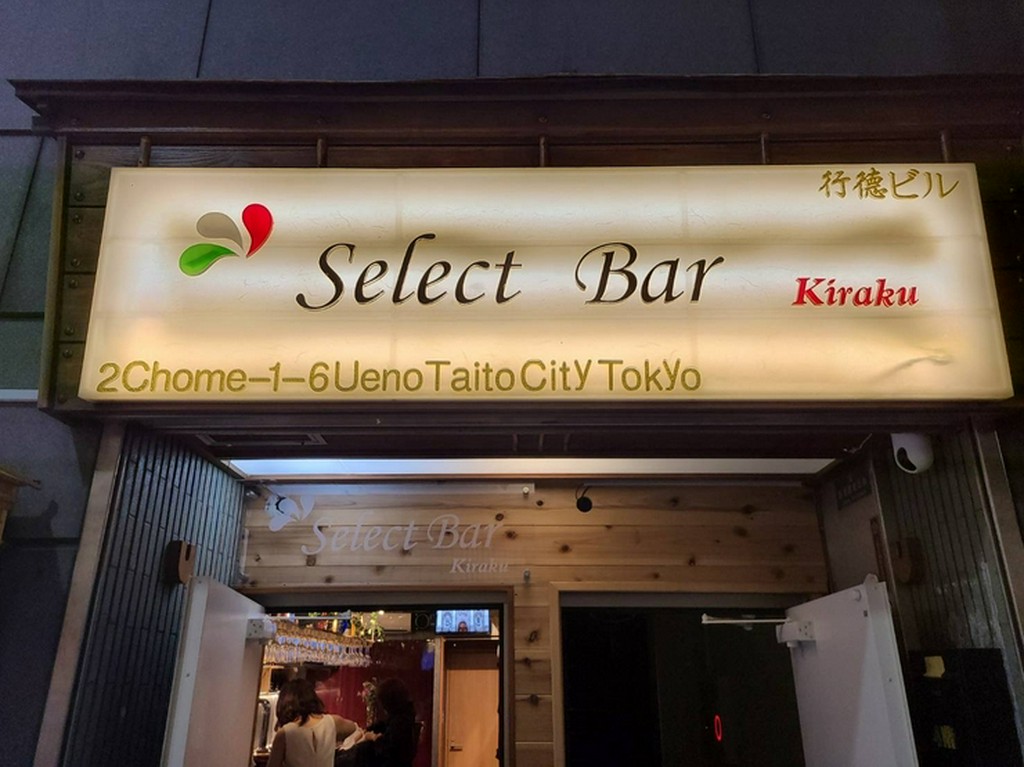 行徳ビル
Select Bar
Kiraku
2Chome-1-6 Ueno Taito City Tokyo
Select Bar
Kiraku